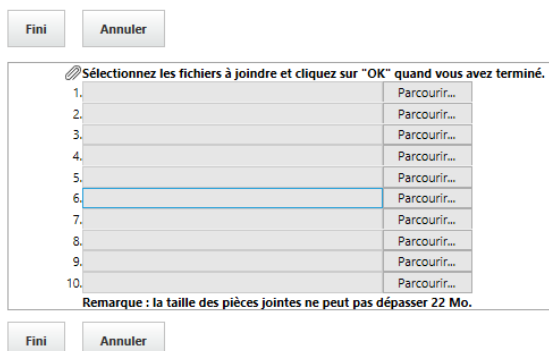 Fini Annuler
Sélectionnez les fichiers à joindre et cliquez sur "OK" quand vous avez terminé.
1. Parcourir...
2. Parcourir...
3. Parcourir...
4. Parcourir...
5. Parcourir...
6. Parcourir...
7. Parcourir...
8. Parcourir...
9. Parcourir...
10. Parcourir...
Remarque : la taille des pièces jointes ne peut pas dépasser 22 Mo.
Fini Annuler